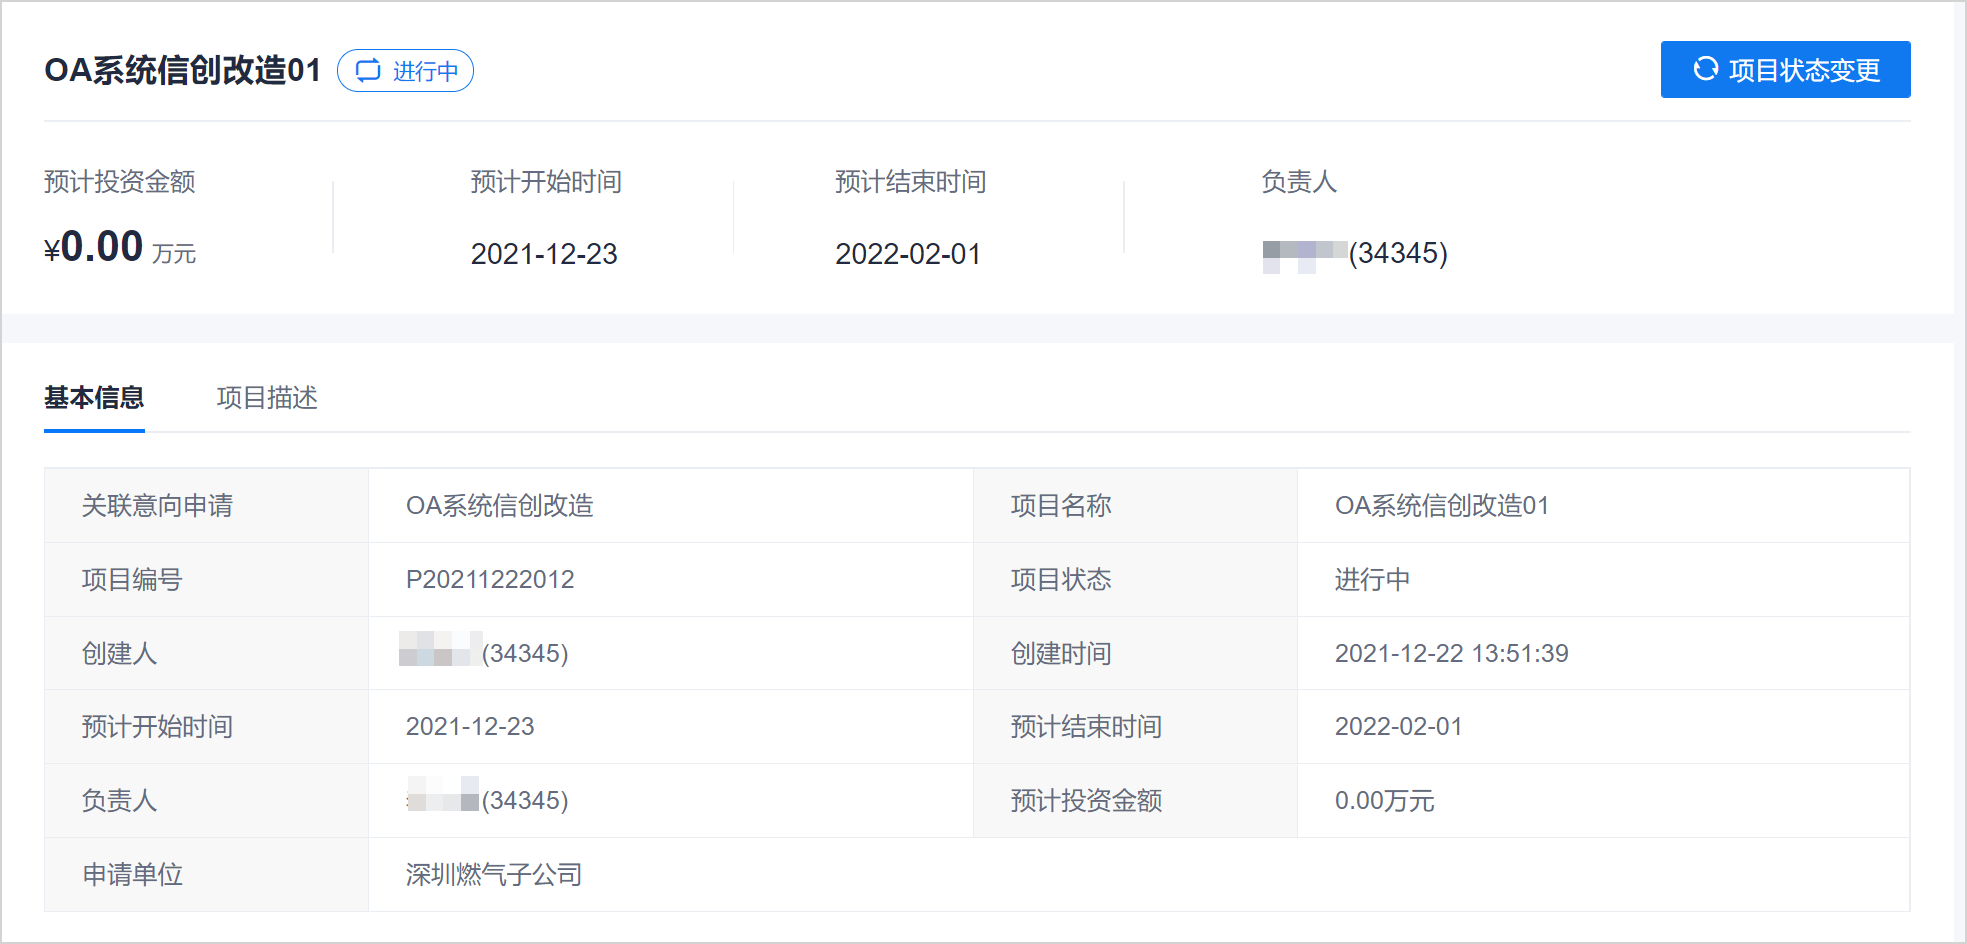 OA系统信创改造01 进行中 项目状态变更
预计投资金额 预计开始时间 预计结束时间 负责人
¥0.00 万元 2021-12-23 2022-02-01 (34345)
基本信息 项目描述
关联意向申请 OA系统信创改造 项目名称 OA系统信创改造01
项目编号 P20211222012 项目状态 进行中
创建人 (34345) 创建时间 2021-12-22 13:51:39
预计开始时间 2021-12-23 预计结束时间 2022-02-01
负责人 (34345) 预计投资金额 0.00万元
申请单位 深圳燃气子公司